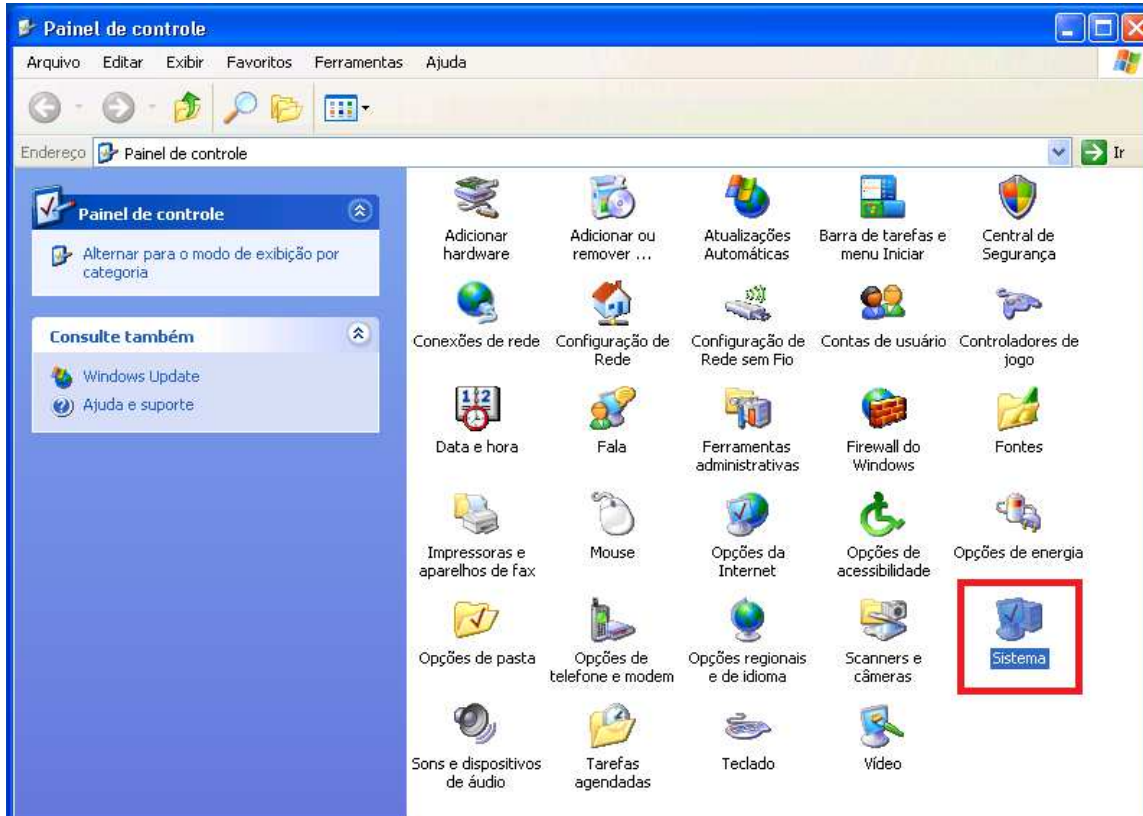 Painel de controle
Arquivo Editar Exibir Favoritos Ferramentas Ajuda
Endereço Painel de controle Ir
Painel de controle
Alternar para o modo de exibição por
categoria
Consulte também
Windows Update
Ajuda e suporte
Adicionar
hardware
Adicionar ou
remover ...
Atualizações
Automáticas
Barra de tarefas e
menu Iniciar
Central de
Segurança
Conexões de rede
Configuração de
Rede
Configuração de
Rede sem Fio
Contas de usuário
Controladores de
jogo
12
Data e hora
Fala
Ferramentas
administrativas
Firewall do
Windows
Fontes
Impressoras e
aparelhos de fax
Mouse
Opções da
Internet
Opções de
acessibilidade
Opções de energia
Opções de pasta
Opções de
telefone e modem
Opções regionais
e de idioma
Scanners e
câmeras
Sistema
Sons e dispositivos
de áudio
Tarefas
agendadas
Teclado
Vídeo